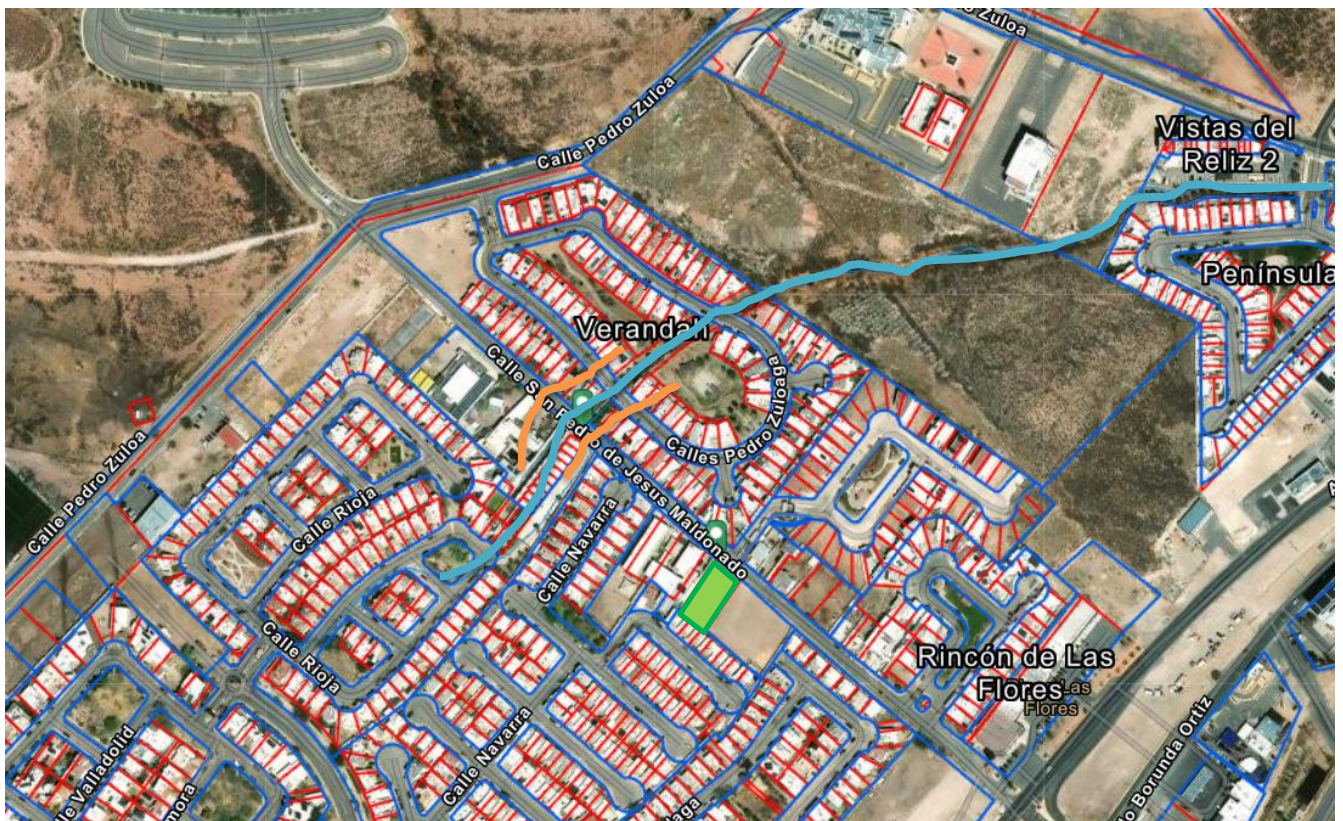 Zuloa
Calle Pedro Zuloa
Vistas del
Reliz 2
Península
Verandah
Calle San Pedro de Jesus Maldonado
Calles Pedro Zuloaga
Calle Pedro Zuloa
Calle Rioja
Calle Navarra
Calle Rioja
Rincón de Las
Flores
Las
Flores
Calle Navarra
Valladolid
Borunda Ortiz